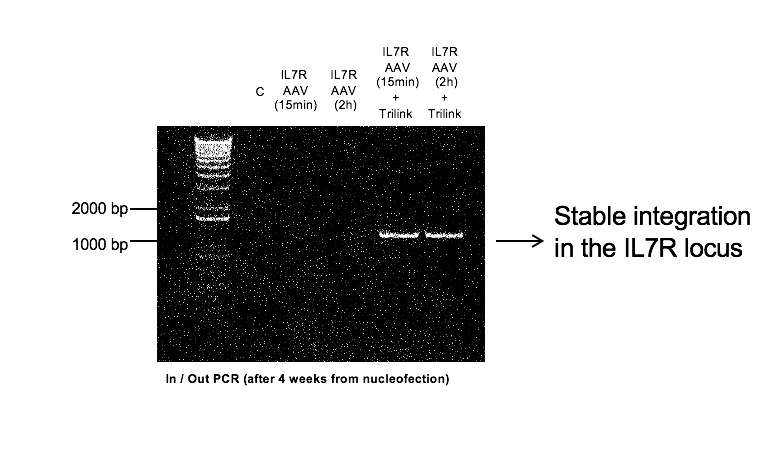 C
IL7R
AAV
(15min)
IL7R
AAV
(2h)
IL7R
AAV
(15min)
+
Trilink
IL7R
AAV
(2h)
+
Trilink
2000 bp
1000 bp
Stable integration
in the IL7R locus
In / Out PCR (after 4 weeks from nucleofection)